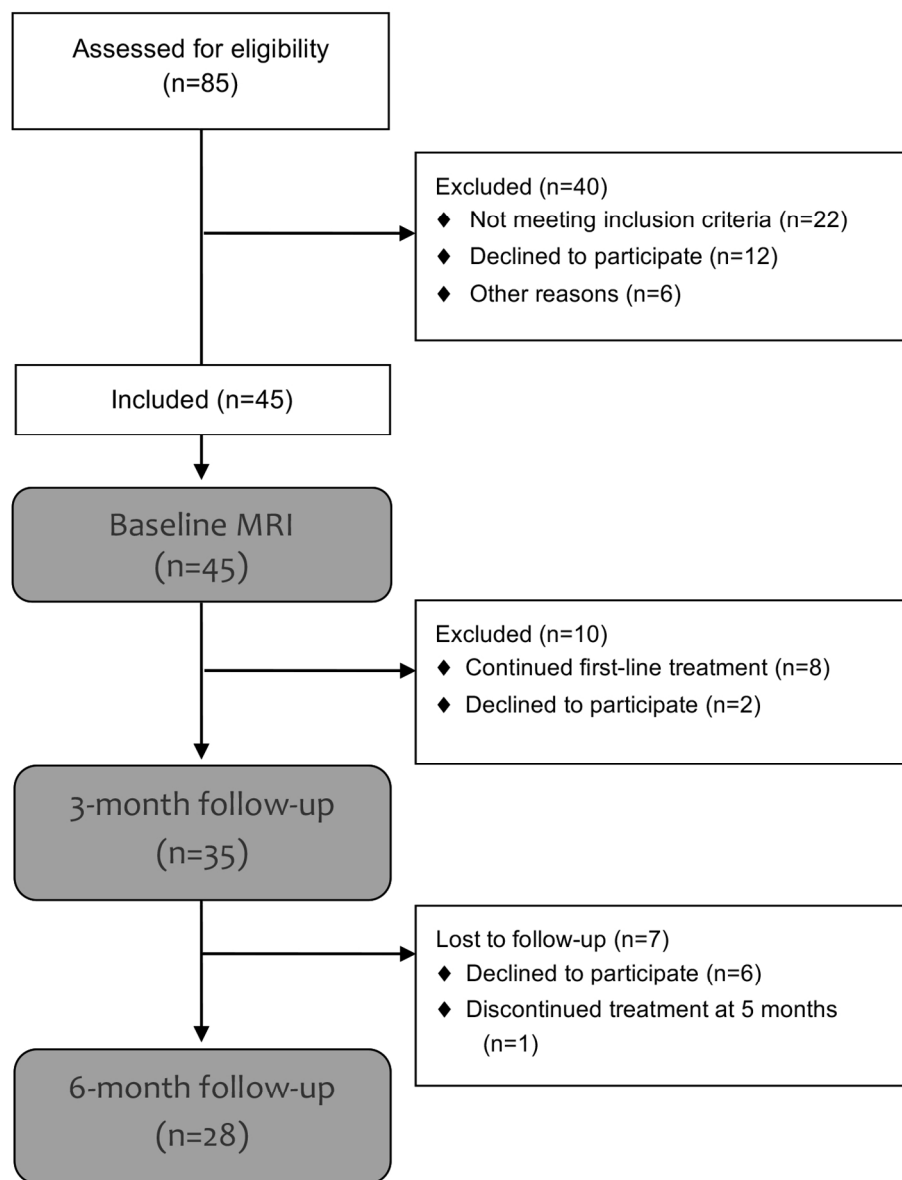 Assessed for eligibility
(n=85)
Excluded (n=40)
♦ Not meeting inclusion criteria (n=22)
♦ Declined to participate (n=12)
♦ Other reasons (n=6)
Included (n=45)
Baseline MRI
(n=45)
Excluded (n=10)
♦ Continued first-line treatment (n=8)
♦ Declined to participate (n=2)
3-month follow-up
(n=35)
Lost to follow-up (n=7)
♦ Declined to participate (n=6)
♦ Discontinued treatment at 5 months
(n=1)
6-month follow-up
(n=28)